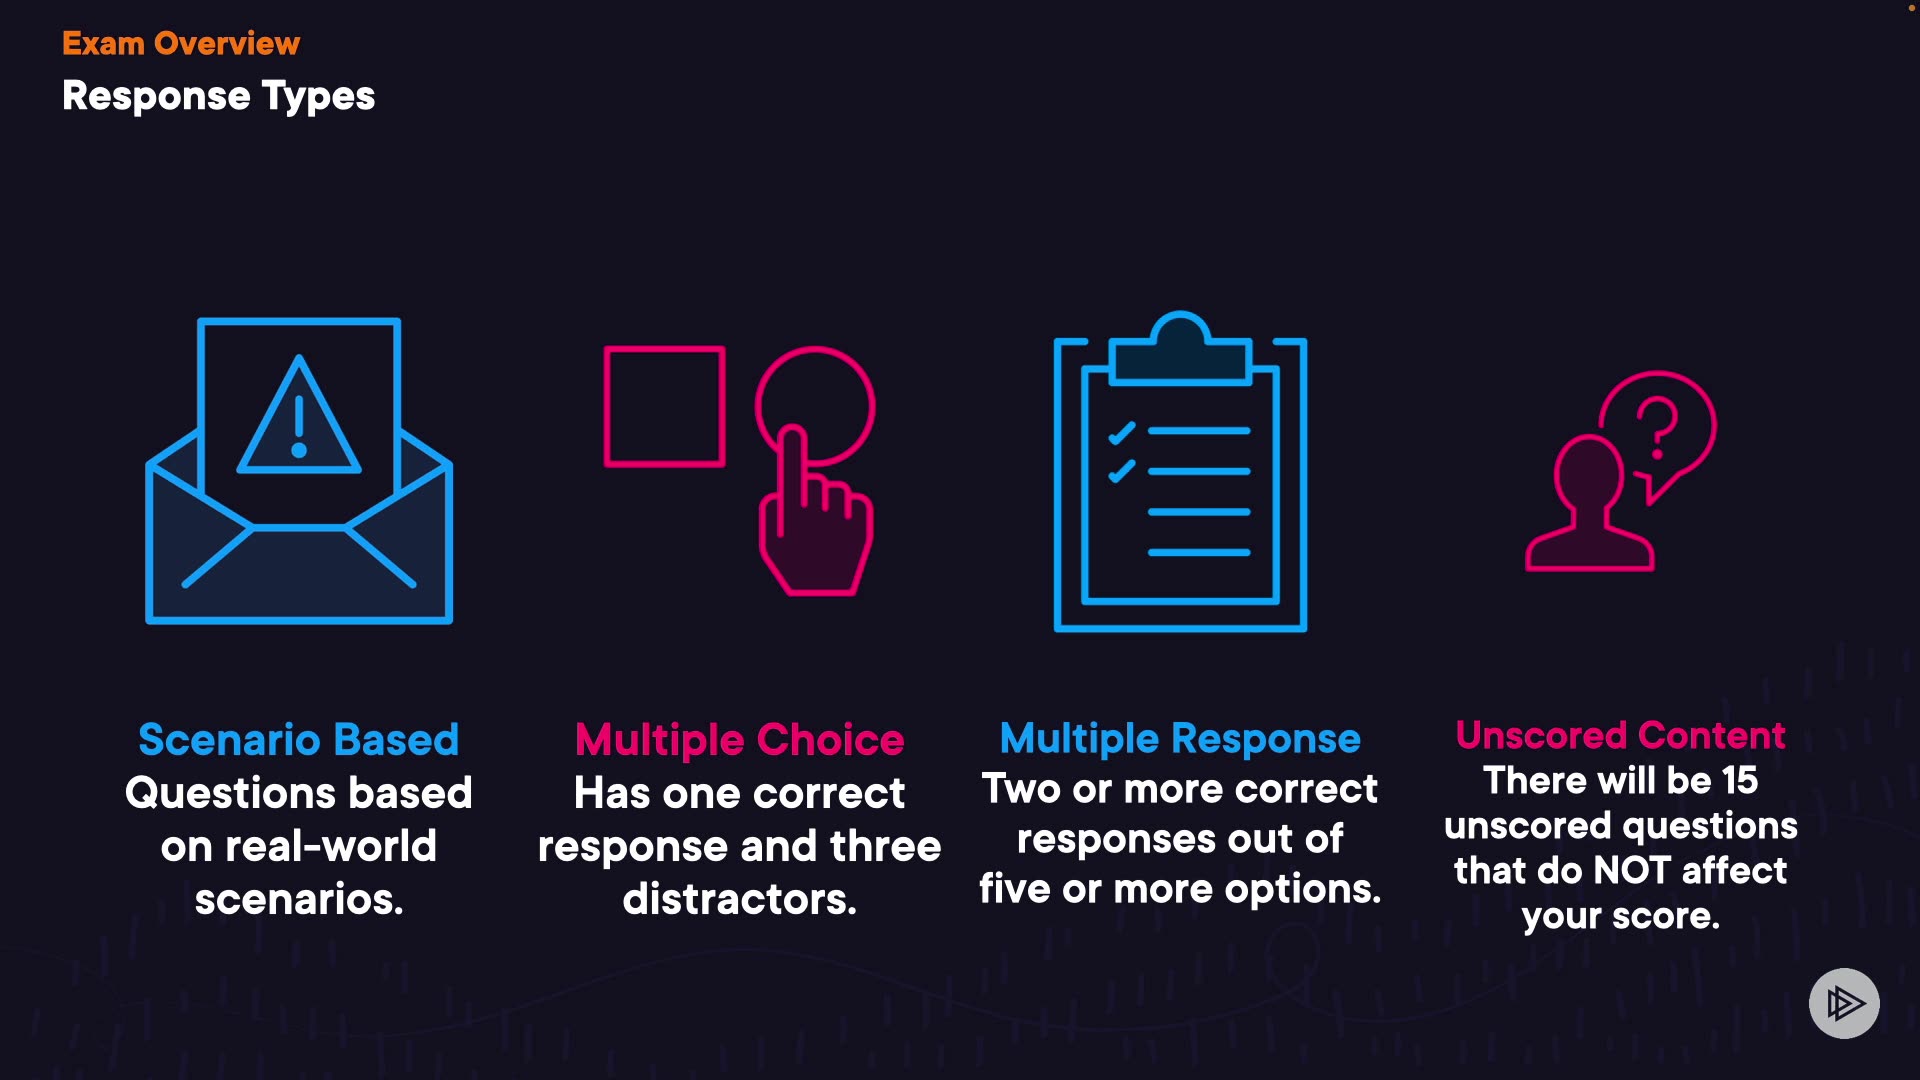 Exam Overview
Response Types
Scenario Based
Questions based
on real-world
scenarios.
Multiple Choice
Has one correct
response and three
distractors.
Multiple Response
Two or more correct
responses out of
five or more options.
Unscored Content
There will be 15
unscored questions
that do NOT affect
your score.